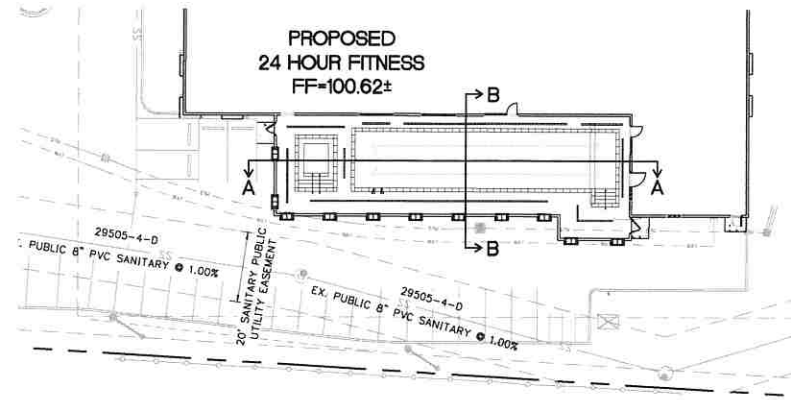 PROPOSED
24 HOUR FITNESS
FF=100.62±
B
A
A
B
29505-4-D
PUBLIC 8" PVC SANITARY @ 1.00%
20' SANITARY PUBLIC
UTILITY EASEMENT
29505-4-D
EX. PUBLIC 8" PVC SANITARY @ 1.00%